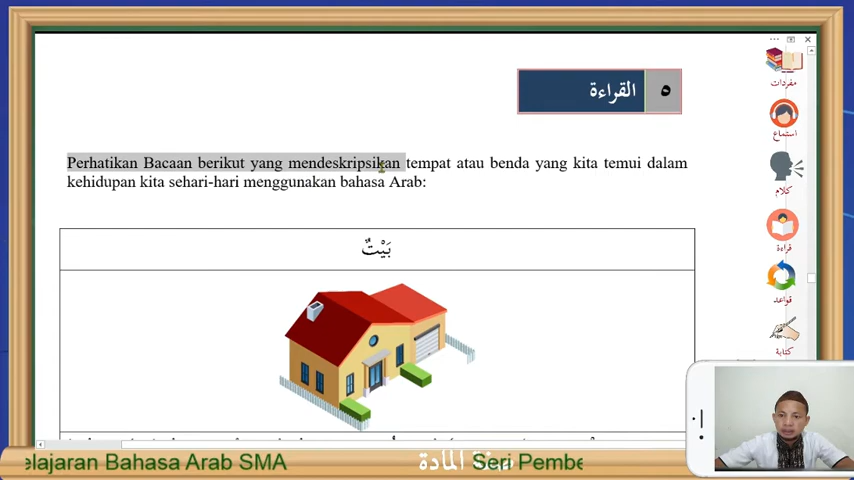 القراءة ٥
Perhatikan Bacaan berikut yang mendeskripsikan tempat atau benda yang kita temui dalam
kehidupan kita sehari-hari menggunakan bahasa Arab:
بَيْتٌ
مفردات
استماع
كلام
قراءة
قواعد
كتابة
elajaran Bahasa Arab SMA
المادة
Seri Pembe